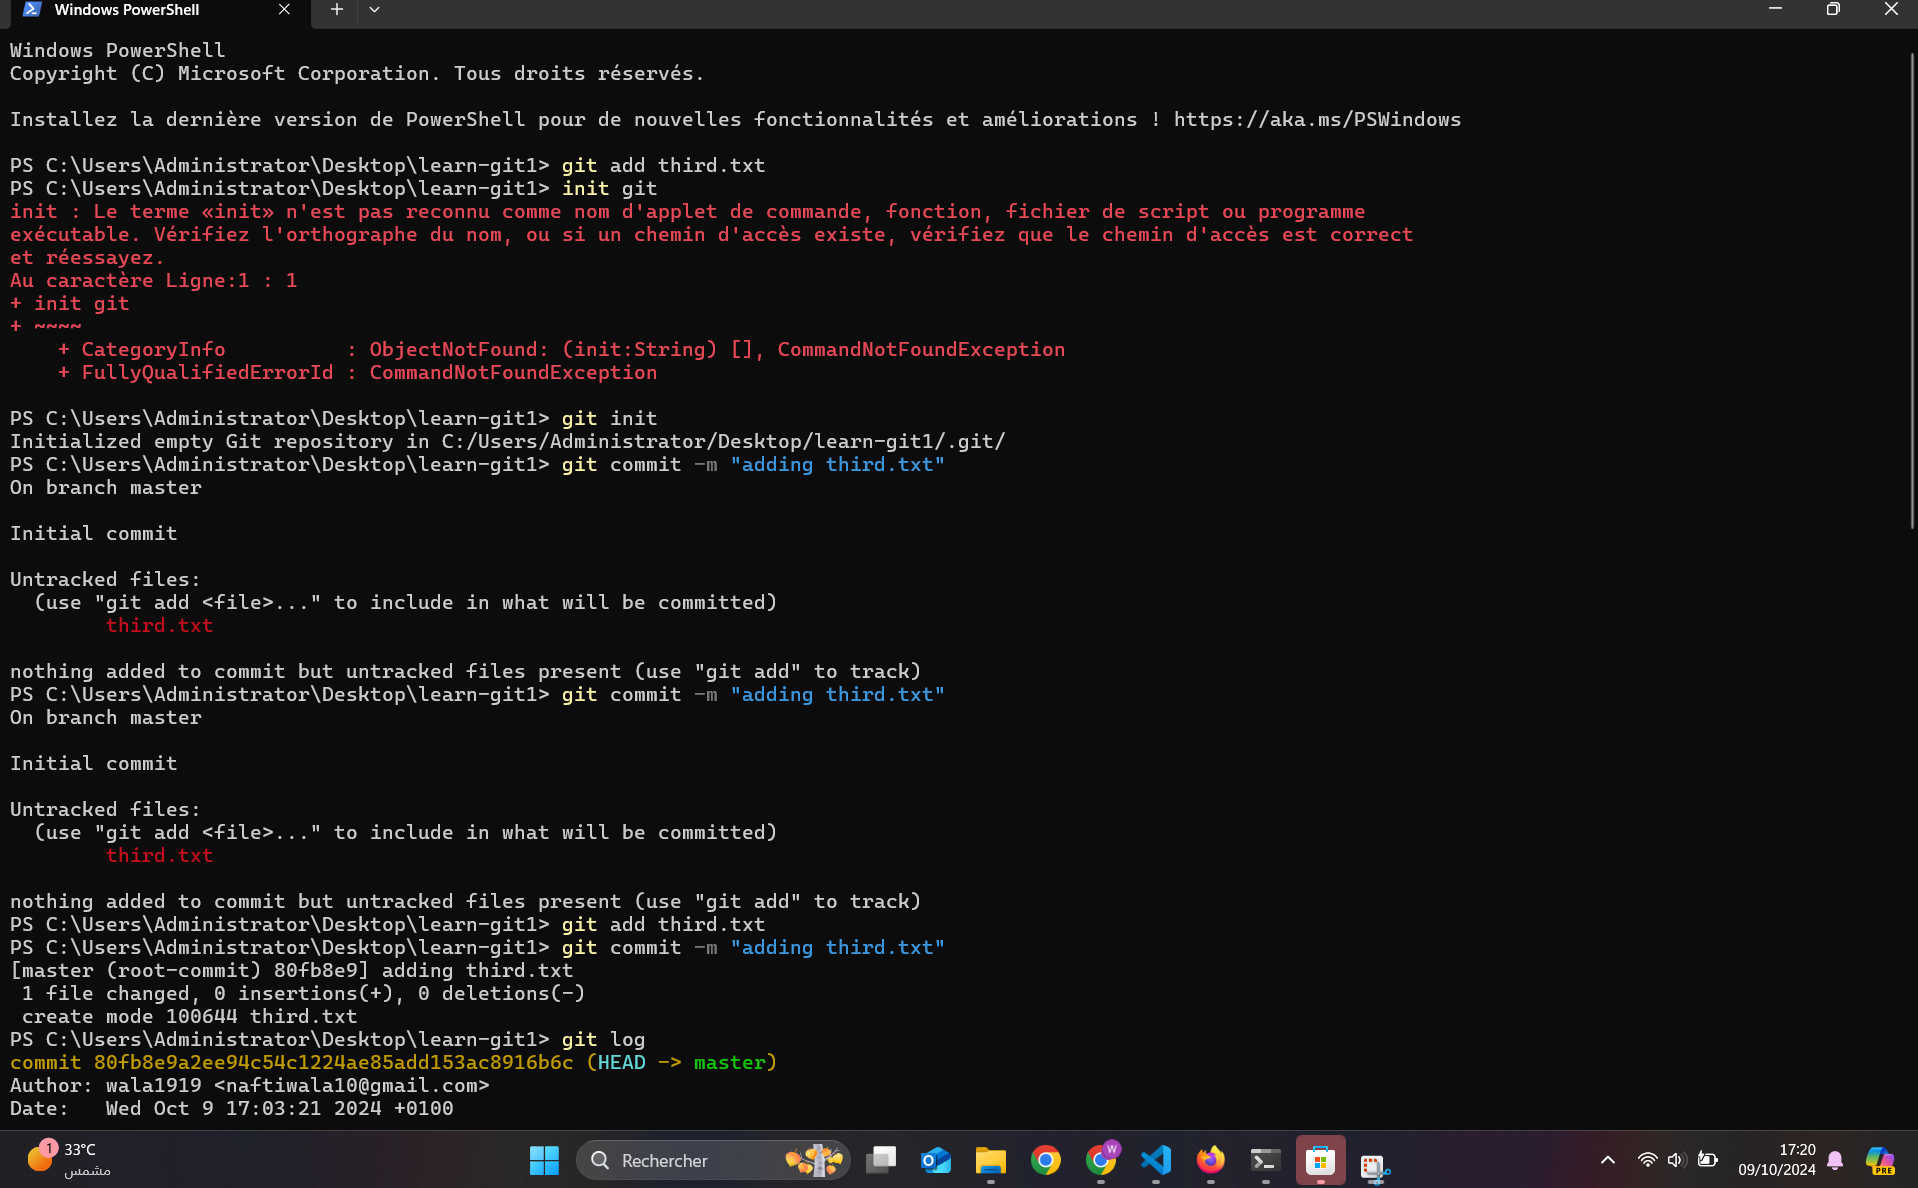 Windows PowerShell
Windows PowerShell
Copyright (C) Microsoft Corporation. Tous droits réservés.
Installez la dernière version de PowerShell pour de nouvelles fonctionnalités et améliorations ! https://aka.ms/PSWindows
PS C:\Users\Administrator\Desktop\learn-git1> git add third.txt
PS C:\Users\Administrator\Desktop\learn-git1> init git
init : Le terme «init» n'est pas reconnu comme nom d'applet de commande, fonction, fichier de script ou programme
exécutable. Vérifiez l'orthographe du nom, ou si un chemin d'accès existe, vérifiez que le chemin d'accès est correct
et réessayez.
Au caractère Ligne:1 : 1
+ init git
+ ~~~~
    + CategoryInfo          : ObjectNotFound: (init:String) [], CommandNotFoundException
    + FullyQualifiedErrorId : CommandNotFoundException
PS C:\Users\Administrator\Desktop\learn-git1> git init
Initialized empty Git repository in C:/Users/Administrator/Desktop/learn-git1/.git/
PS C:\Users\Administrator\Desktop\learn-git1> git commit -m "adding third.txt"
On branch master
Initial commit
Untracked files:
  (use "git add <file>..." to include in what will be committed)
        third.txt
nothing added to commit but untracked files present (use "git add" to track)
PS C:\Users\Administrator\Desktop\learn-git1> git commit -m "adding third.txt"
On branch master
Initial commit
Untracked files:
  (use "git add <file>..." to include in what will be committed)
        third.txt
nothing added to commit but untracked files present (use "git add" to track)
PS C:\Users\Administrator\Desktop\learn-git1> git add third.txt
PS C:\Users\Administrator\Desktop\learn-git1> git commit -m "adding third.txt"
[master (root-commit) 80fb8e9] adding third.txt
 1 file changed, 0 insertions(+), 0 deletions(-)
 create mode 100644 third.txt
PS C:\Users\Administrator\Desktop\learn-git1> git log
commit 80fb8e9a2ee94c54c1224ae85add153ac8916b6c (HEAD -> master)
Author: wala1919 <naftiwala10@gmail.com>
Date:   Wed Oct 9 17:03:21 2024 +0100
1
33°C
مشمس
Rechercher
W
17:20
09/10/2024
PRE